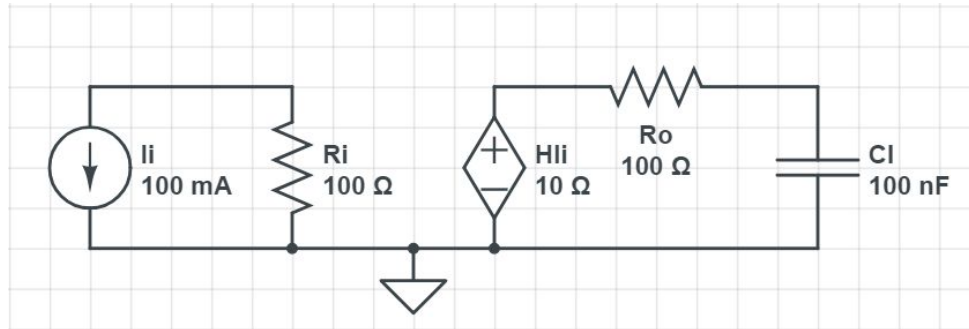 Ii
100 mA
Ri
100 Ω
HIi
10 Ω
Ro
100 Ω
Cl
100 nF